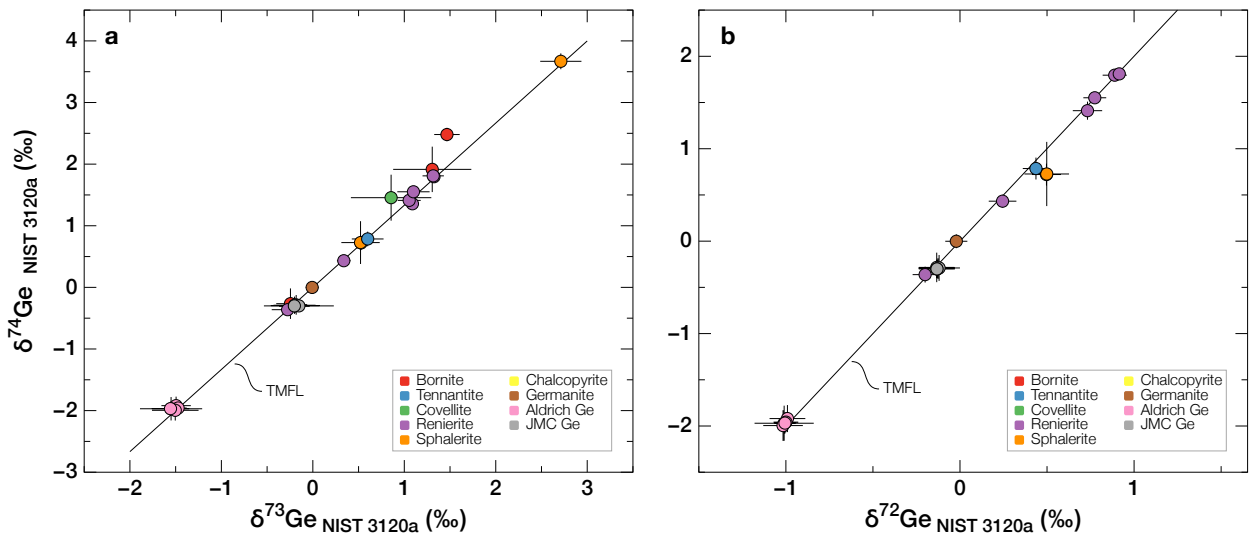 a
4
3
2
1
0
−1
−2
−3
δ⁷⁴Ge NIST 3120a (‰)
TMFL
Bornite
Tennantite
Covellite
Renierite
Sphalerite
Chalcopyrite
Germanite
Aldrich Ge
JMC Ge
−2 −1 0 1 2 3
δ⁷³Ge NIST 3120a (‰)
b
2
1
0
−1
−2
TMFL
Bornite
Tennantite
Covellite
Renierite
Sphalerite
Chalcopyrite
Germanite
Aldrich Ge
JMC Ge
−1 0 1
δ⁷²Ge NIST 3120a (‰)